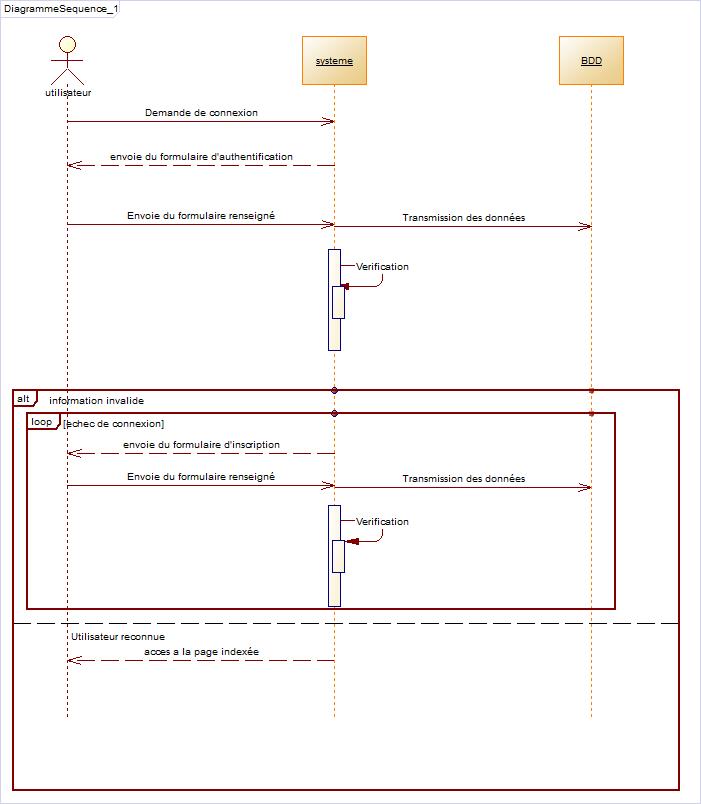 DiagrammeSequence_1
utilisateur
systeme
BDD
Demande de connexion
envoie du formulaire d'authentification
Envoie du formulaire renseigné
Transmission des données
Verification
alt
information invalide
loop
[echec de connexion]
envoie du formulaire d'inscription
Envoie du formulaire renseigné
Transmission des données
Verification
Utilisateur reconnue
acces a la page indexée